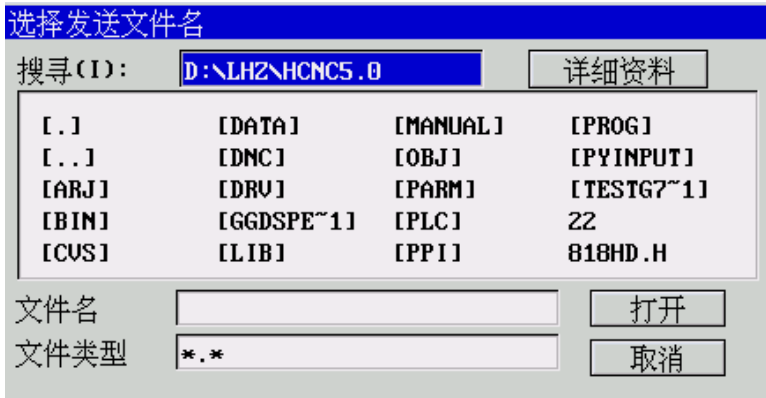 选择发送文件名
搜寻(I): D:\LHZ\HCNC5.0 详细资料
[.] [DATA] [MANUAL] [PROG]
[..] [DNC] [OBJ] [PYINPUT]
[ARJ] [DRV] [PARM] [TESTG7~1]
[BIN] [GGDSPE~1] [PLC] 22
[CVS] [LIB] [PPI] 818HD.H
文件名 打开
文件类型 *.* 取消